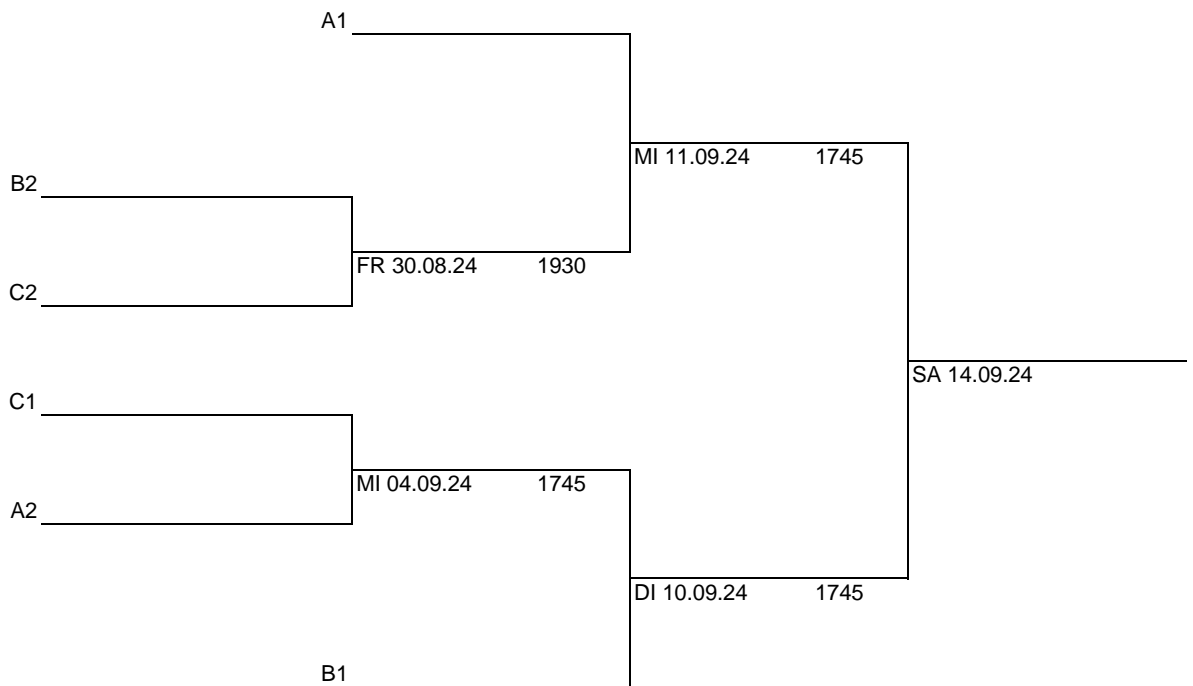 A1
MI 11.09.24 1745
B2
FR 30.08.24 1930
C2
SA 14.09.24
C1
MI 04.09.24 1745
A2
DI 10.09.24 1745
B1